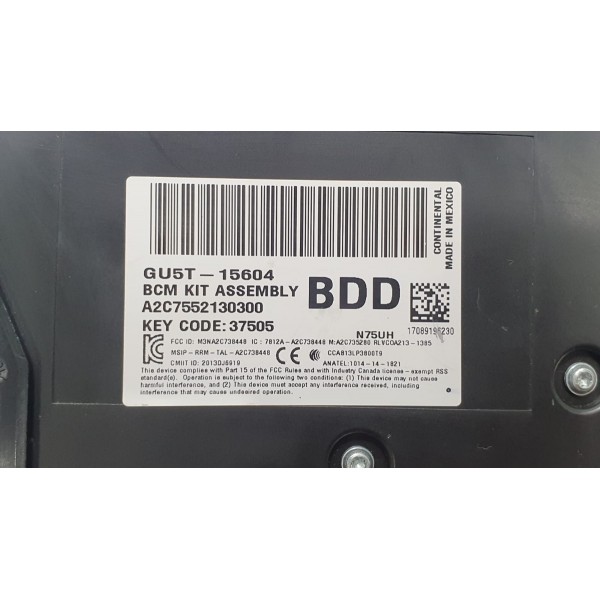 GU5T-15604
BCM KIT ASSEMBLY
A2C7552130300
KEY CODE: 37505
BDD
CONTINENTAL
MADE IN MEXICO
N75UH
17089196230
FCC ID: M3NA2C738448 IC: 7812A-A2C738448 M:A2C735280 RLVCOA213-1385
MSIP-RRM-TAL-A2C738448 CCAB13LP3800T9
CMIIT ID: 2013DJ6919 ANATEL:1014-14-1821
This device complies with Part 15 of the FCC Rules and with Industry Canada license-exempt RSS
standard(s). Operation is subject to the following two conditions: (1) This device may not cause
harmful interference, and (2) This device must accept any interference received, including
interference that may cause undesired operation.